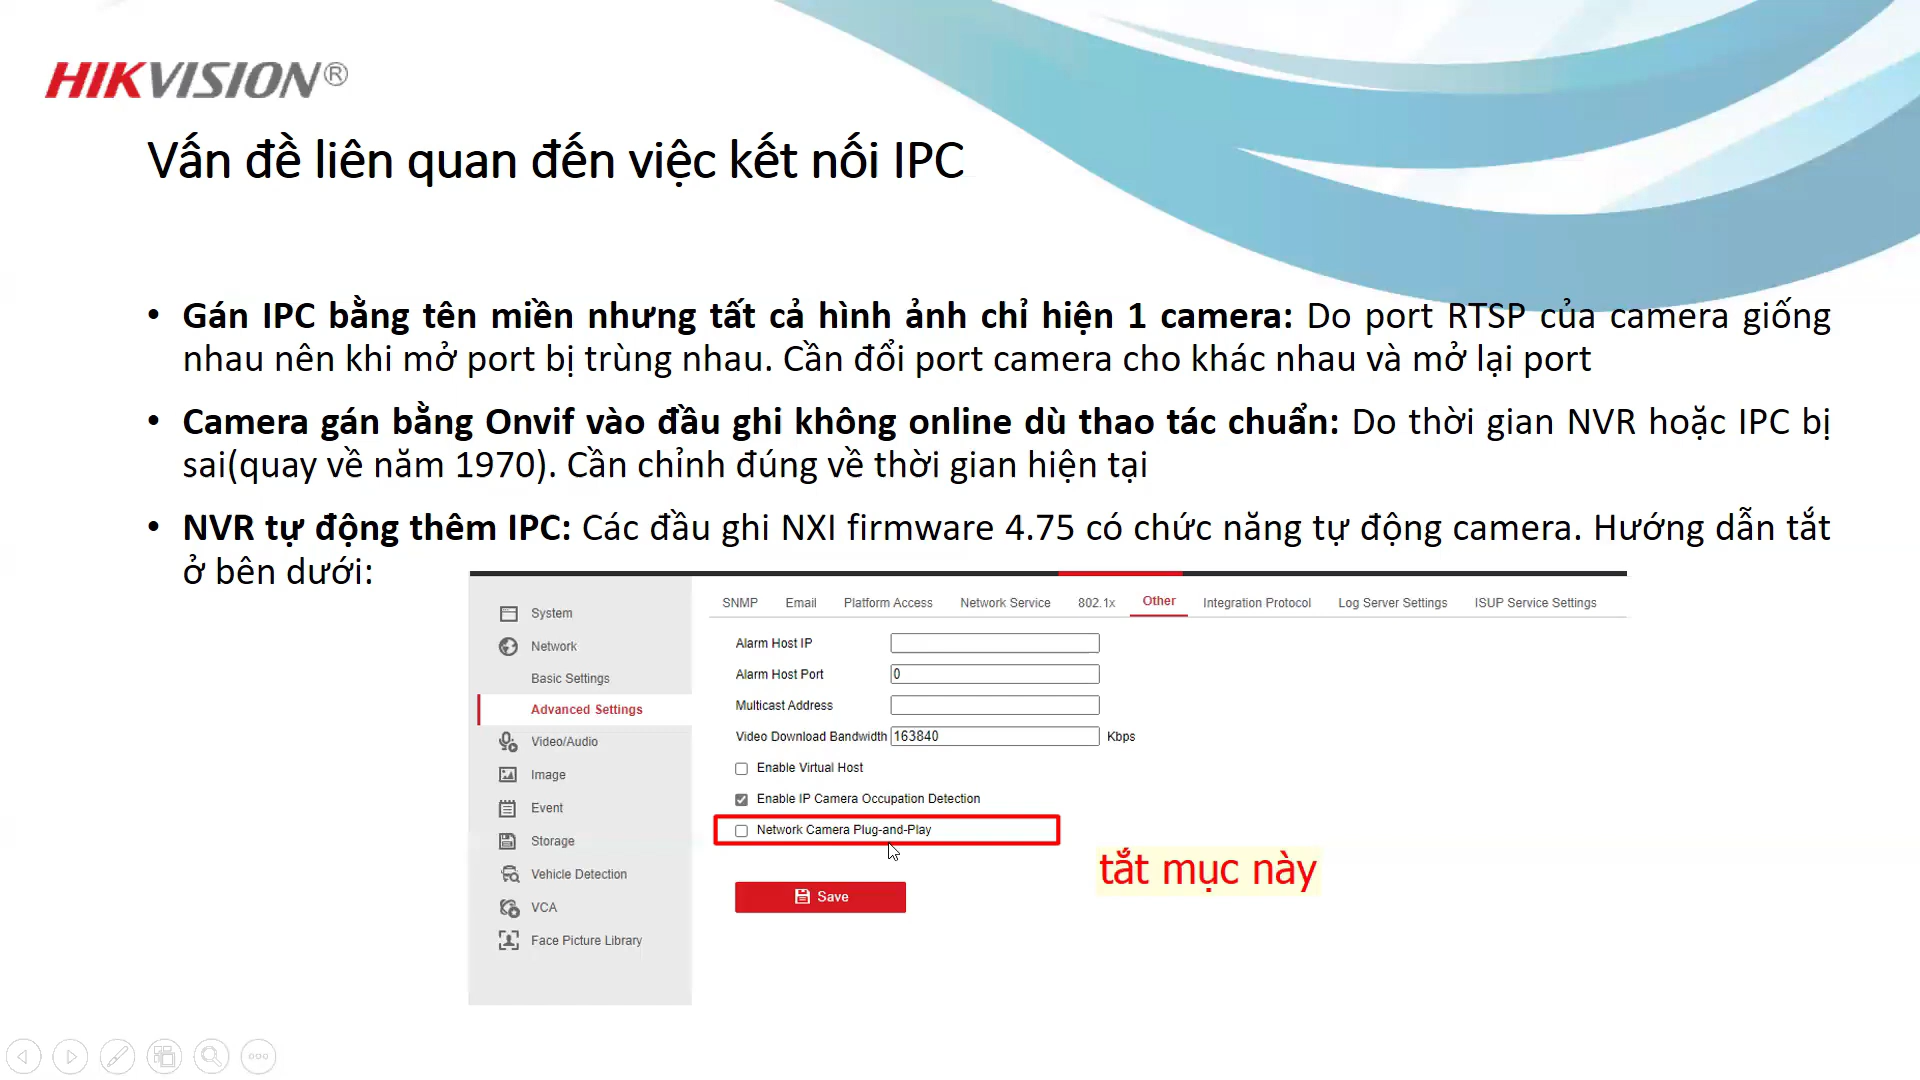 HIKVISION®
Vấn đề liên quan đến việc kết nối IPC
• Gán IPC bằng tên miền nhưng tất cả hình ảnh chỉ hiện 1 camera: Do port RTSP của camera giống
nhau nên khi mở port bị trùng nhau. Cần đổi port camera cho khác nhau và mở lại port
• Camera gán bằng Onvif vào đầu ghi không online dù thao tác chuẩn: Do thời gian NVR hoặc IPC bị
sai(quay về năm 1970). Cần chỉnh đúng về thời gian hiện tại
• NVR tự động thêm IPC: Các đầu ghi NXI firmware 4.75 có chức năng tự động camera. Hướng dẫn tắt
ở bên dưới:
System
Network
Basic Settings
Advanced Settings
Video/Audio
Image
Event
Storage
Vehicle Detection
VCA
Face Picture Library
SNMP Email Platform Access Network Service 802.1x Other Integration Protocol Log Server Settings ISUP Service Settings
Alarm Host IP
Alarm Host Port 0
Multicast Address
Video Download Bandwidth 163840 Kbps
Enable Virtual Host
Enable IP Camera Occupation Detection
Network Camera Plug-and-Play
tắt mục này
Save